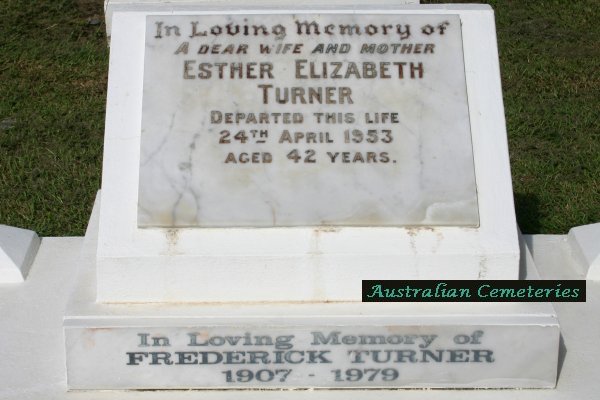 In Loving Memory of
A DEAR WIFE AND MOTHER
ESTHER ELIZABETH
TURNER
DEPARTED THIS LIFE
24TH APRIL 1953
AGED 42 YEARS.
Australian Cemeteries
In Loving Memory of
FREDERICK TURNER
1907 - 1979